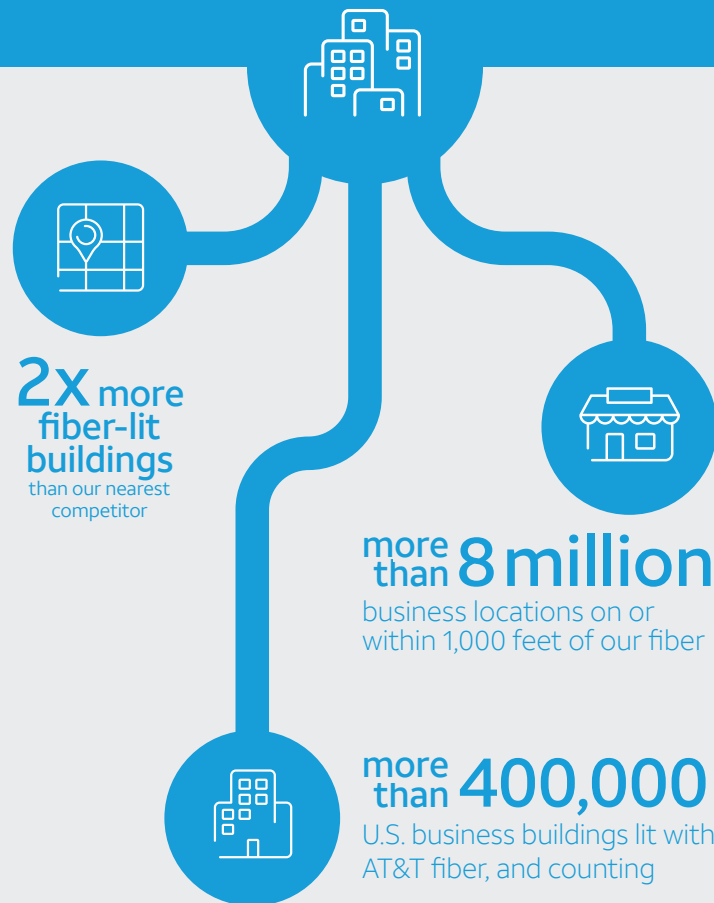 2x more
fiber-lit
buildings
than our nearest
competitor
more than 8 million
business locations on or
within 1,000 feet of our fiber
more than 400,000
U.S. business buildings lit with
AT&T fiber, and counting